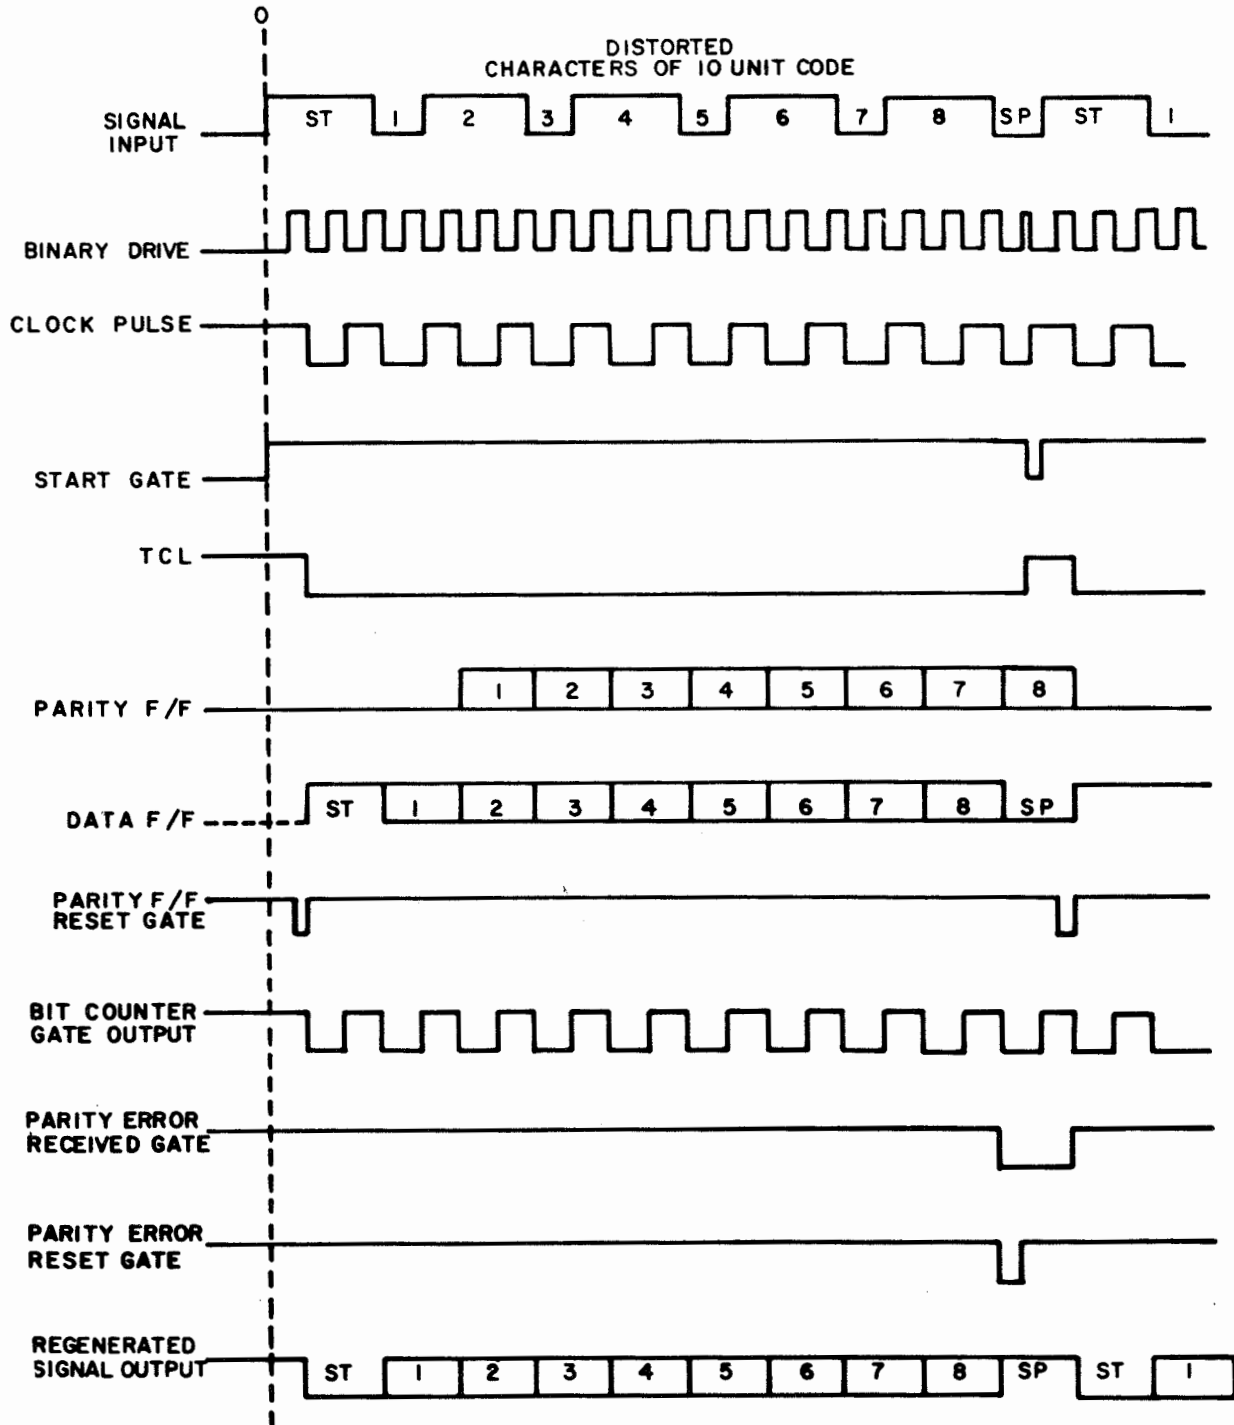 0
DISTORTED
CHARACTERS OF 10 UNIT CODE
SIGNAL
INPUT
ST 1 2 3 4 5 6 7 8 SP ST 1
BINARY DRIVE
CLOCK PULSE
START GATE
TCL
PARITY F/F
1 2 3 4 5 6 7 8
DATA F/F
ST 1 2 3 4 5 6 7 8 SP
PARITY F/F
RESET GATE
BIT COUNTER
GATE OUTPUT
PARITY ERROR
RECEIVED GATE
PARITY ERROR
RESET GATE
REGENERATED
SIGNAL OUTPUT
ST 1 2 3 4 5 6 7 8 SP ST 1